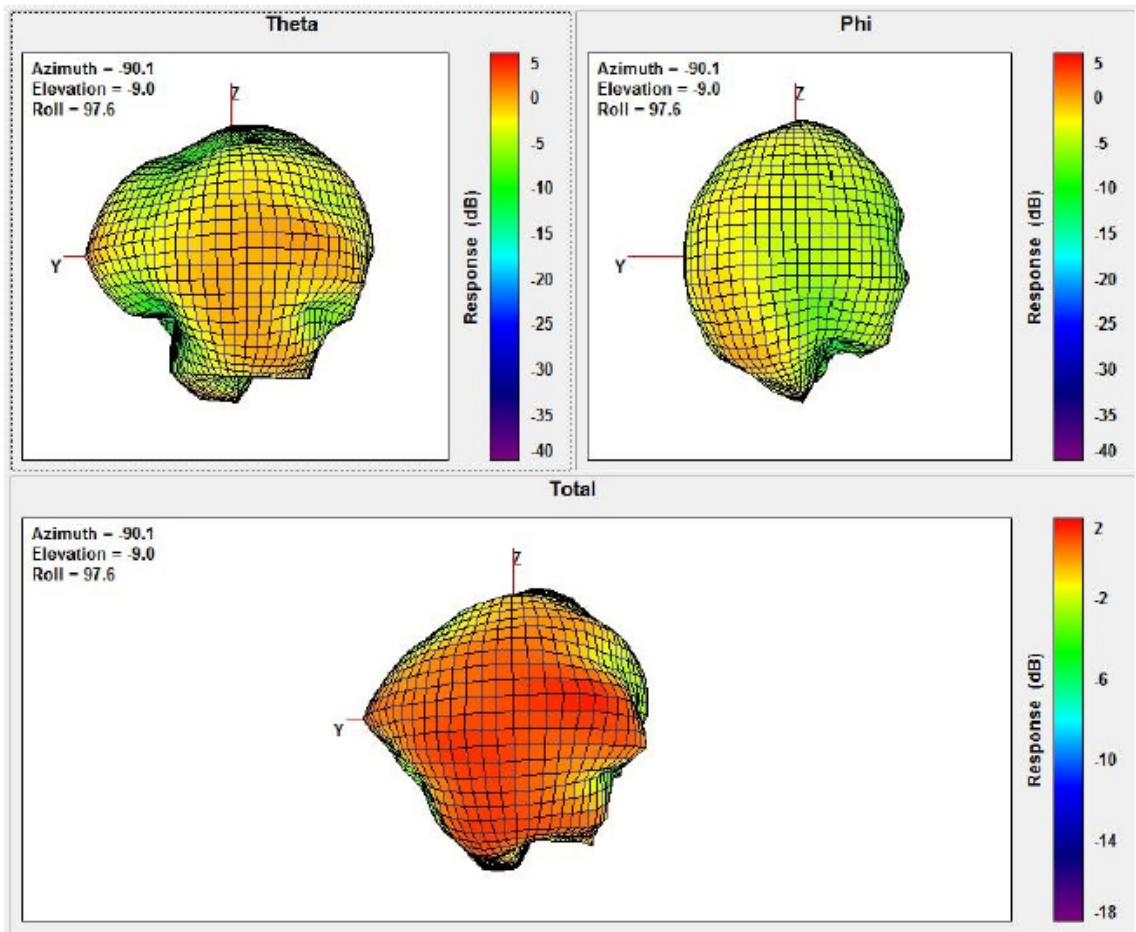 Theta
Azimuth = -90.1
Elevation = -9.0
Roll = 97.6
Z
Y
Response (dB)
5
0
-5
-10
-15
-20
-25
-30
-35
-40
Phi
Azimuth = -90.1
Elevation = -9.0
Roll = 97.6
Z
Y
Response (dB)
5
0
-5
-10
-15
-20
-25
-30
-35
-40
Total
Azimuth = -90.1
Elevation = -9.0
Roll = 97.6
Z
Y
Response (dB)
2
-2
-6
-10
-14
-18